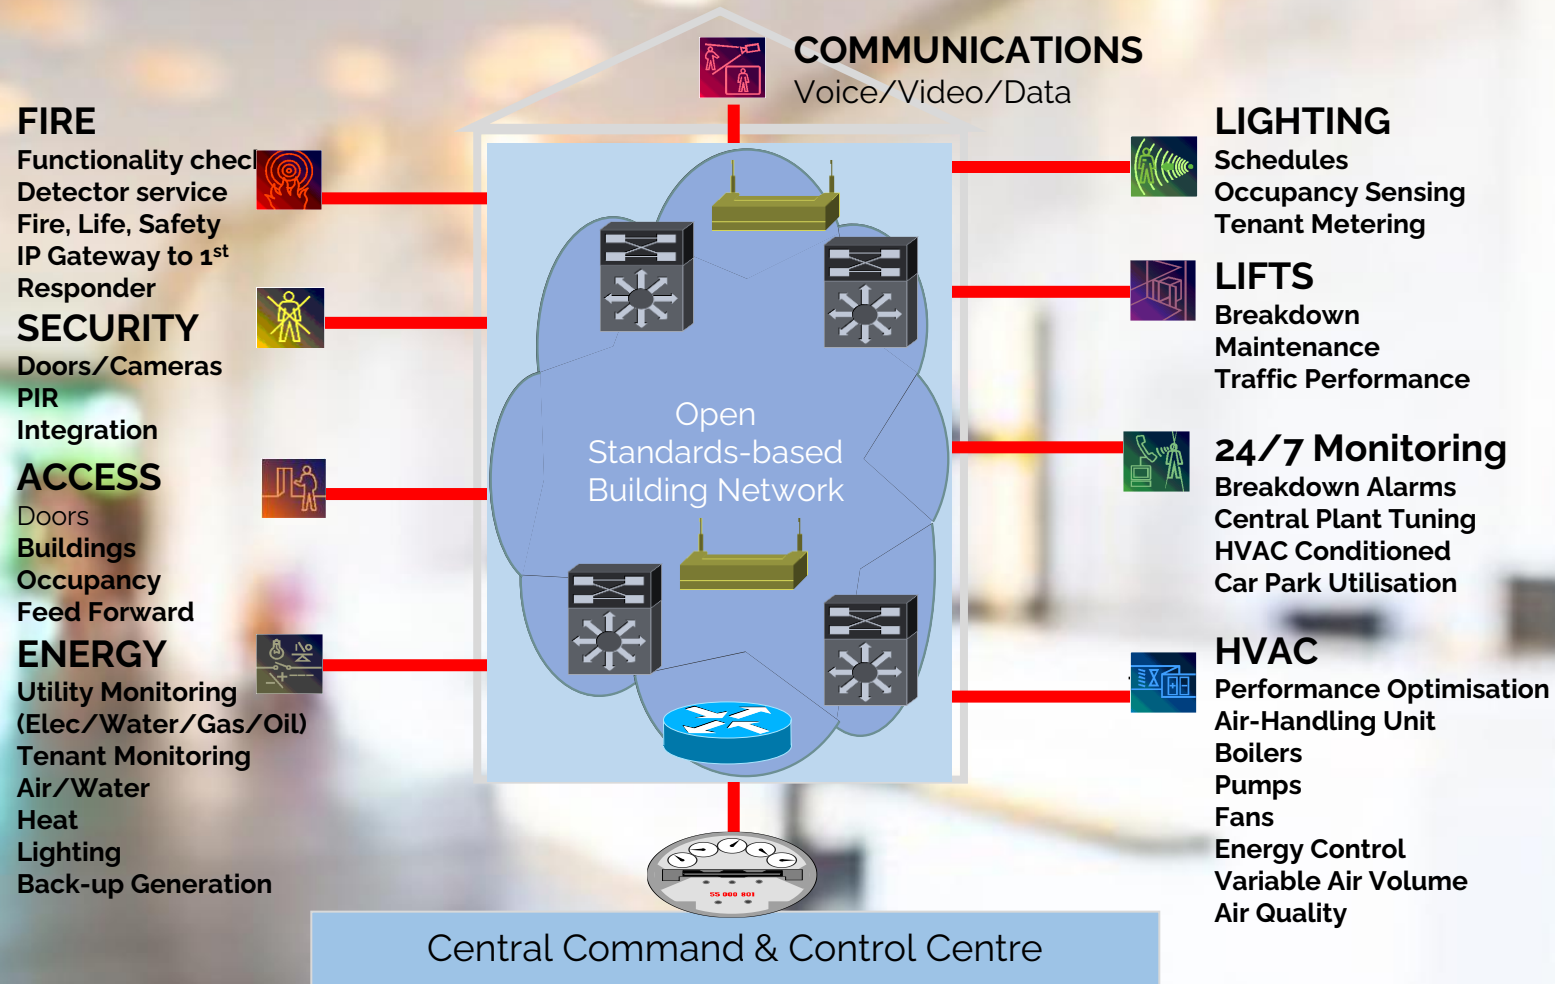 COMMUNICATIONS
Voice/Video/Data
FIRE
Functionality chec
Detector service
Fire, Life, Safety
IP Gateway to 1st
Responder
SECURITY
Doors/Cameras
PIR
Integration
ACCESS
Doors
Buildings
Occupancy
Feed Forward
ENERGY
Utility Monitoring
(Elec/Water/Gas/Oil)
Tenant Monitoring
Air/Water
Heat
Lighting
Back-up Generation
Open
Standards-based
Building Network
LIGHTING
Schedules
Occupancy Sensing
Tenant Metering
LIFTS
Breakdown
Maintenance
Traffic Performance
24/7 Monitoring
Breakdown Alarms
Central Plant Tuning
HVAC Conditioned
Car Park Utilisation
HVAC
Performance Optimisation
Air-Handling Unit
Boilers
Pumps
Fans
Energy Control
Variable Air Volume
Air Quality
55 000 801
Central Command & Control Centre